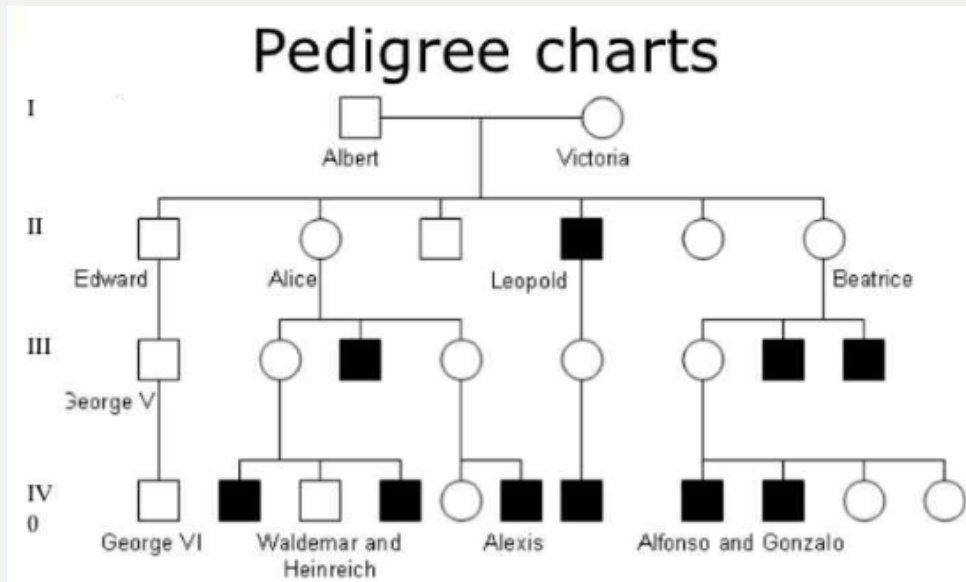 Pedigree charts
I
Albert Victoria
II
Edward Alice Leopold Beatrice
III
George V
IV
0
George VI Waldemar and Alexis Alfonso and Gonzalo
Heinreich